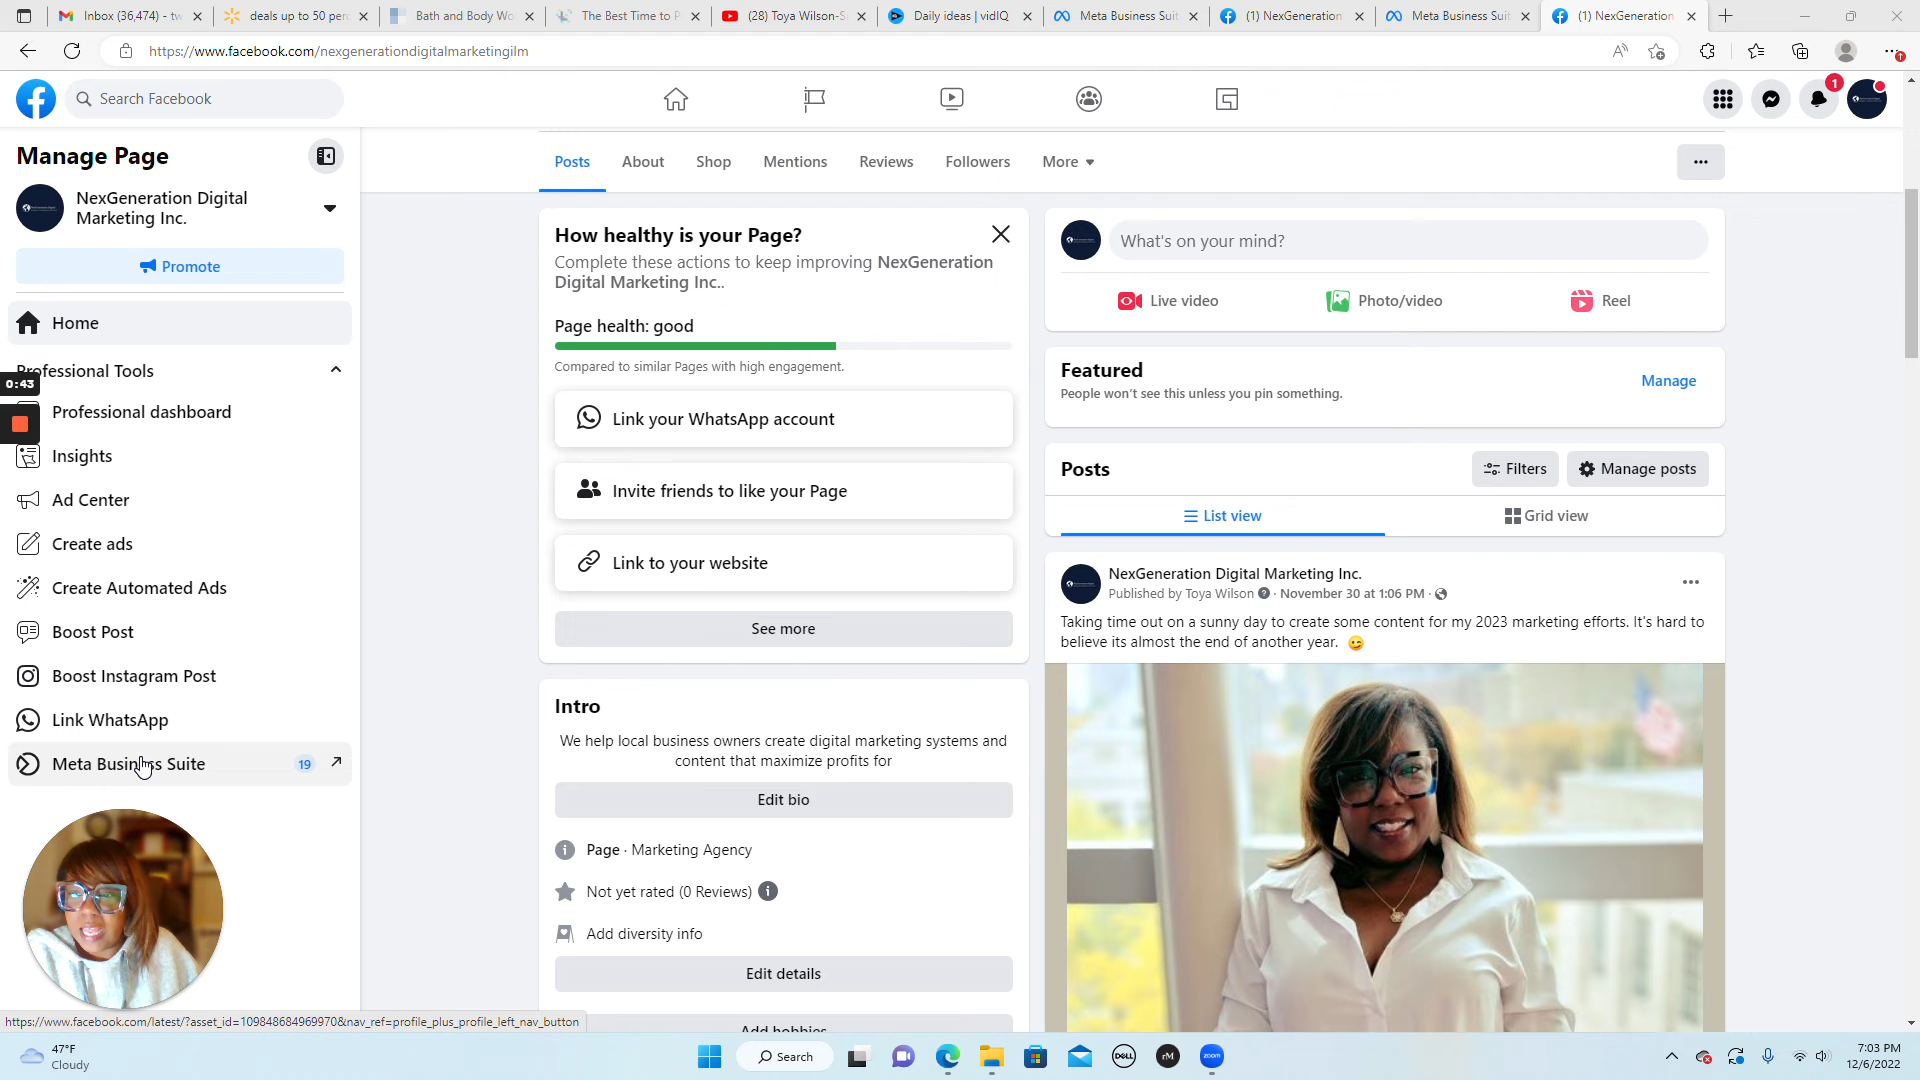 Inbox (36,474) - tw
deals up to 50 perc
Bath and Body Wo
The Best Time to P
(28) Toya Wilson-S
Daily ideas | vidIQ
Meta Business Suit
(1) NexGeneration
Meta Business Suit
(1) NexGeneration
https://www.facebook.com/nexgenerationdigitalmarketingilm
Search Facebook
1
Manage Page
NexGeneration Digital
Marketing Inc.
Promote
Home
Professional Tools
0:43
Professional dashboard
Insights
Ad Center
Create ads
Create Automated Ads
Boost Post
Boost Instagram Post
Link WhatsApp
Meta Business Suite
19
https://www.facebook.com/latest/?asset_id=109848684969970&nav_ref=profile_plus_profile_left_nav_button
Posts
About
Shop
Mentions
Reviews
Followers
More
How healthy is your Page?
Complete these actions to keep improving NexGeneration
Digital Marketing Inc..
Page health: good
Compared to similar Pages with high engagement.
Link your WhatsApp account
Invite friends to like your Page
Link to your website
See more
Intro
We help local business owners create digital marketing systems and
content that maximize profits for
Edit bio
Page · Marketing Agency
Not yet rated (0 Reviews)
Add diversity info
Edit details
Add hobbies
What's on your mind?
Live video
Photo/video
Reel
Featured
People won't see this unless you pin something.
Manage
Posts
Filters
Manage posts
List view
Grid view
NexGeneration Digital Marketing Inc.
Published by Toya Wilson · November 30 at 1:06 PM ·
Taking time out on a sunny day to create some content for my 2023 marketing efforts. It's hard to
believe its almost the end of another year. 😉
47°F
Cloudy
Search
DELL
rM
zoom
7:03 PM
12/6/2022